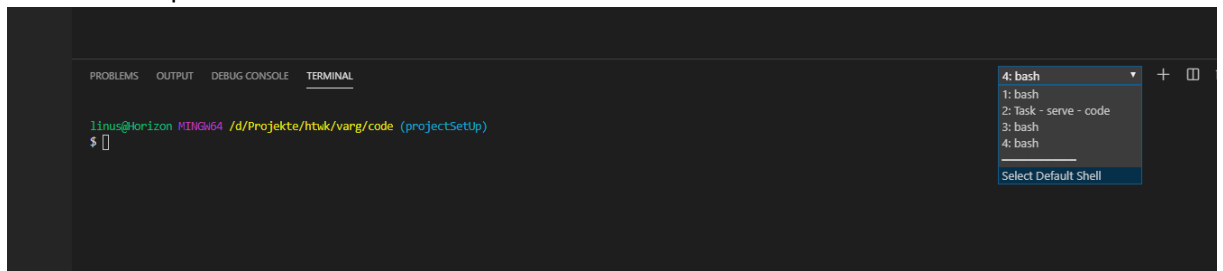 PROBLEMS OUTPUT DEBUG CONSOLE TERMINAL
4: bash
1: bash
2: Task - serve - code
3: bash
4: bash
Select Default Shell
linus@Horizon MINGW64 /d/Projekte/htwk/varg/code (projectSetUp)
$